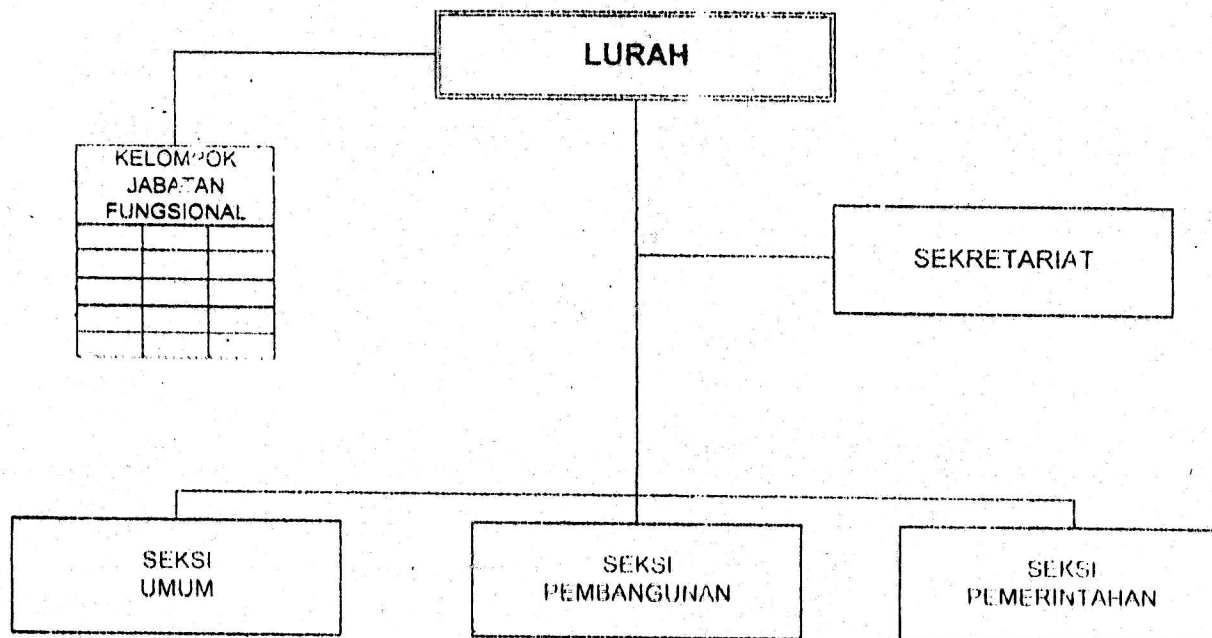 LURAH
KELOMPOK
JABATAN
FUNGSIONAL
SEKRETARIAT
SEKSI
UMUM
SEKSI
PEMBANGUNAN
SEKSI
PEMERINTAHAN